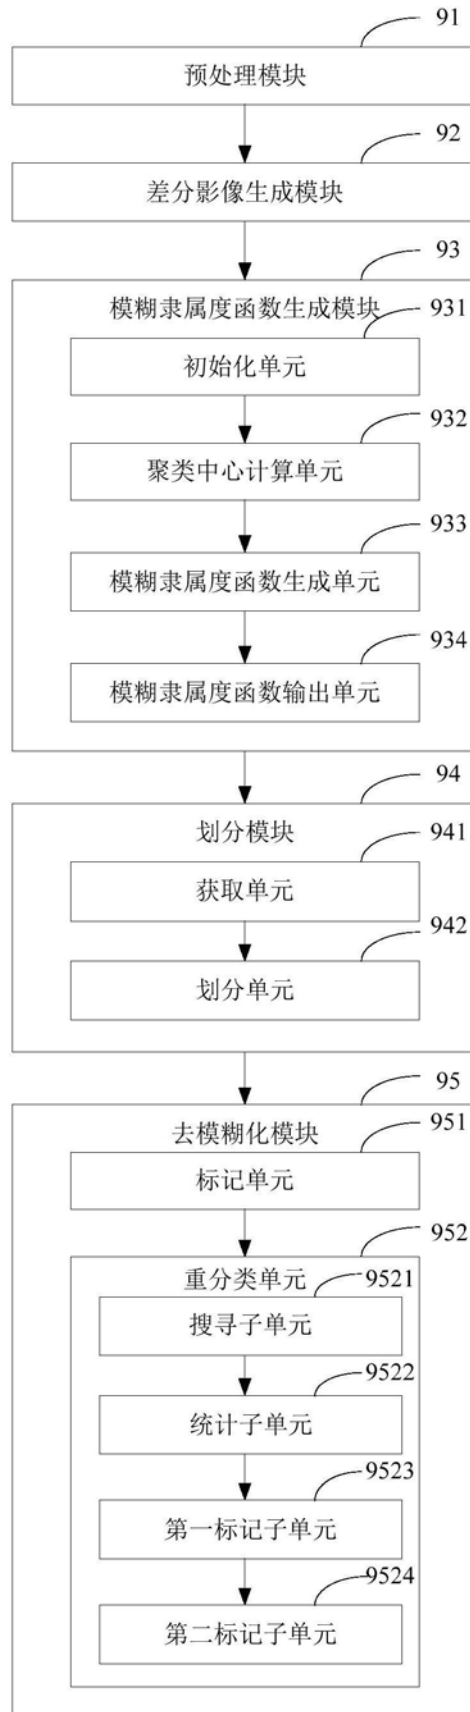 91
预处理模块
92
差分影像生成模块
93
模糊隶属度函数生成模块
931
初始化单元
932
聚类中心计算单元
933
模糊隶属度函数生成单元
934
模糊隶属度函数输出单元
94
划分模块
941
获取单元
942
划分单元
95
去模糊化模块
951
标记单元
952
重分类单元
9521
搜寻子单元
9522
统计子单元
9523
第一标记子单元
9524
第二标记子单元